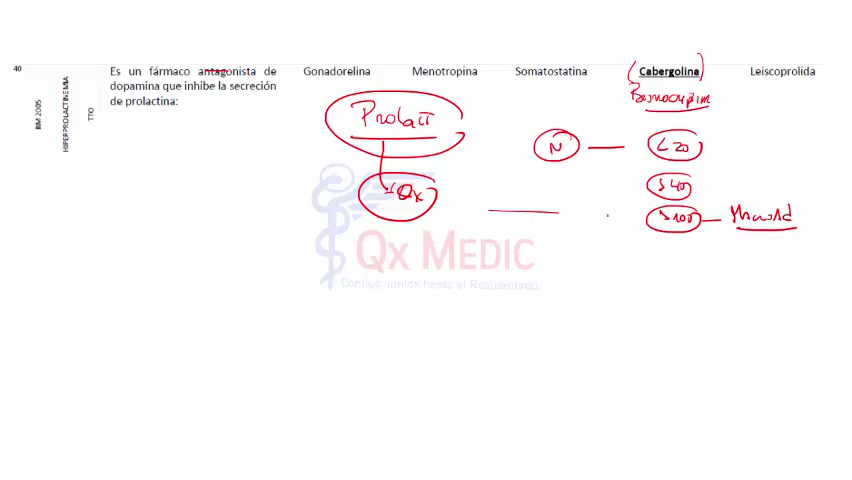 40
RM 2005
HIPERPROLACTINEMIA
TTO
Es un fármaco antagonista de
dopamina que inhibe la secreción
de prolactina:
Gonadorelina
Menotropina
Somatostatina
(Cabergolina)
Leiscoprolida
N
< 20
> 40
> 100
Qx
QX MEDIC
Contigo, juntos hasta el Residentado